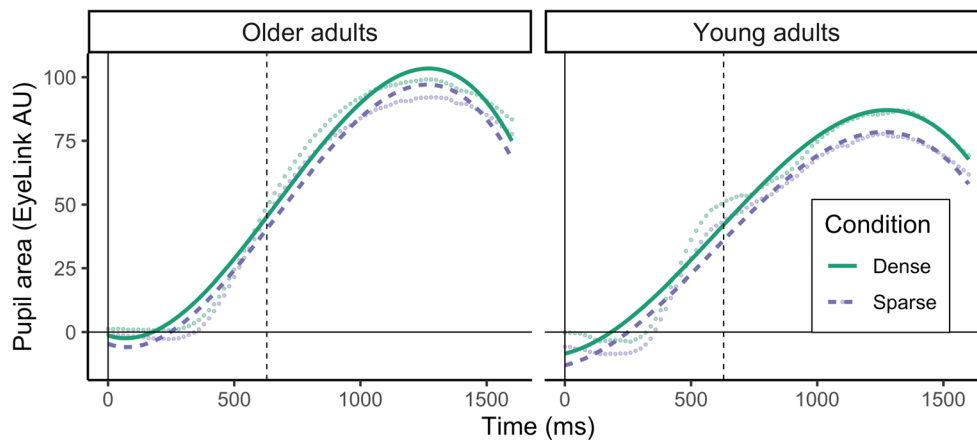 Older adults
Young adults
Pupil area (EyeLink AU)
100
75
50
25
0
Condition
Dense
Sparse
0 500 1000 1500
0 500 1000 1500
Time (ms)